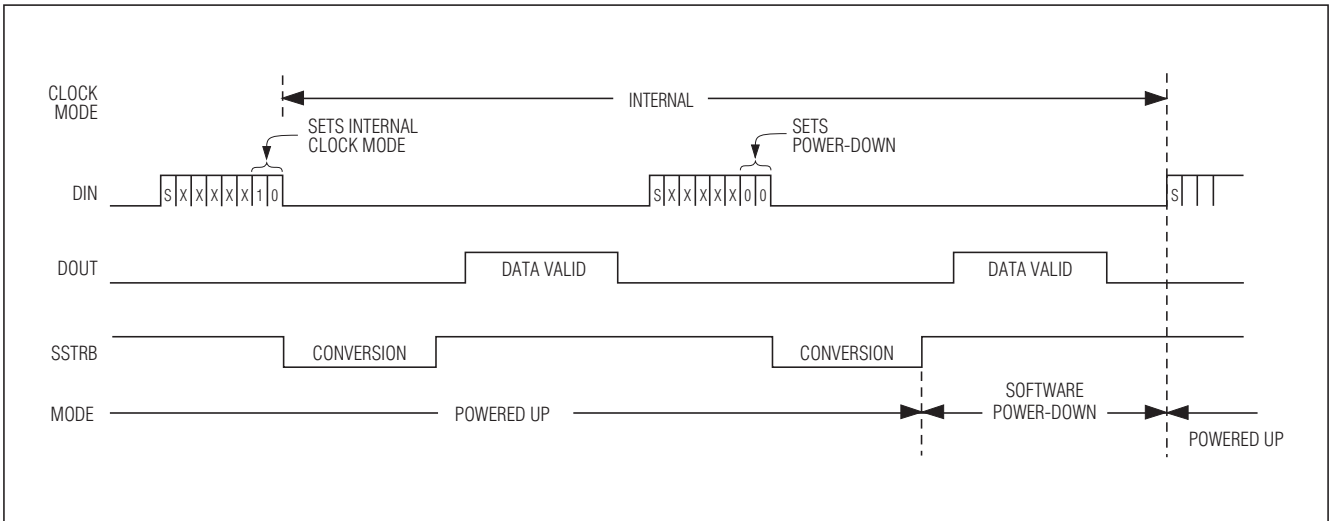 CLOCK
MODE
INTERNAL
SETS INTERNAL
CLOCK MODE
SETS
POWER-DOWN
DIN
S X X X X X 1 0
S X X X X X 0 0
S
DOUT
DATA VALID
DATA VALID
SSTRB
CONVERSION
CONVERSION
MODE
POWERED UP
SOFTWARE
POWER-DOWN
POWERED UP